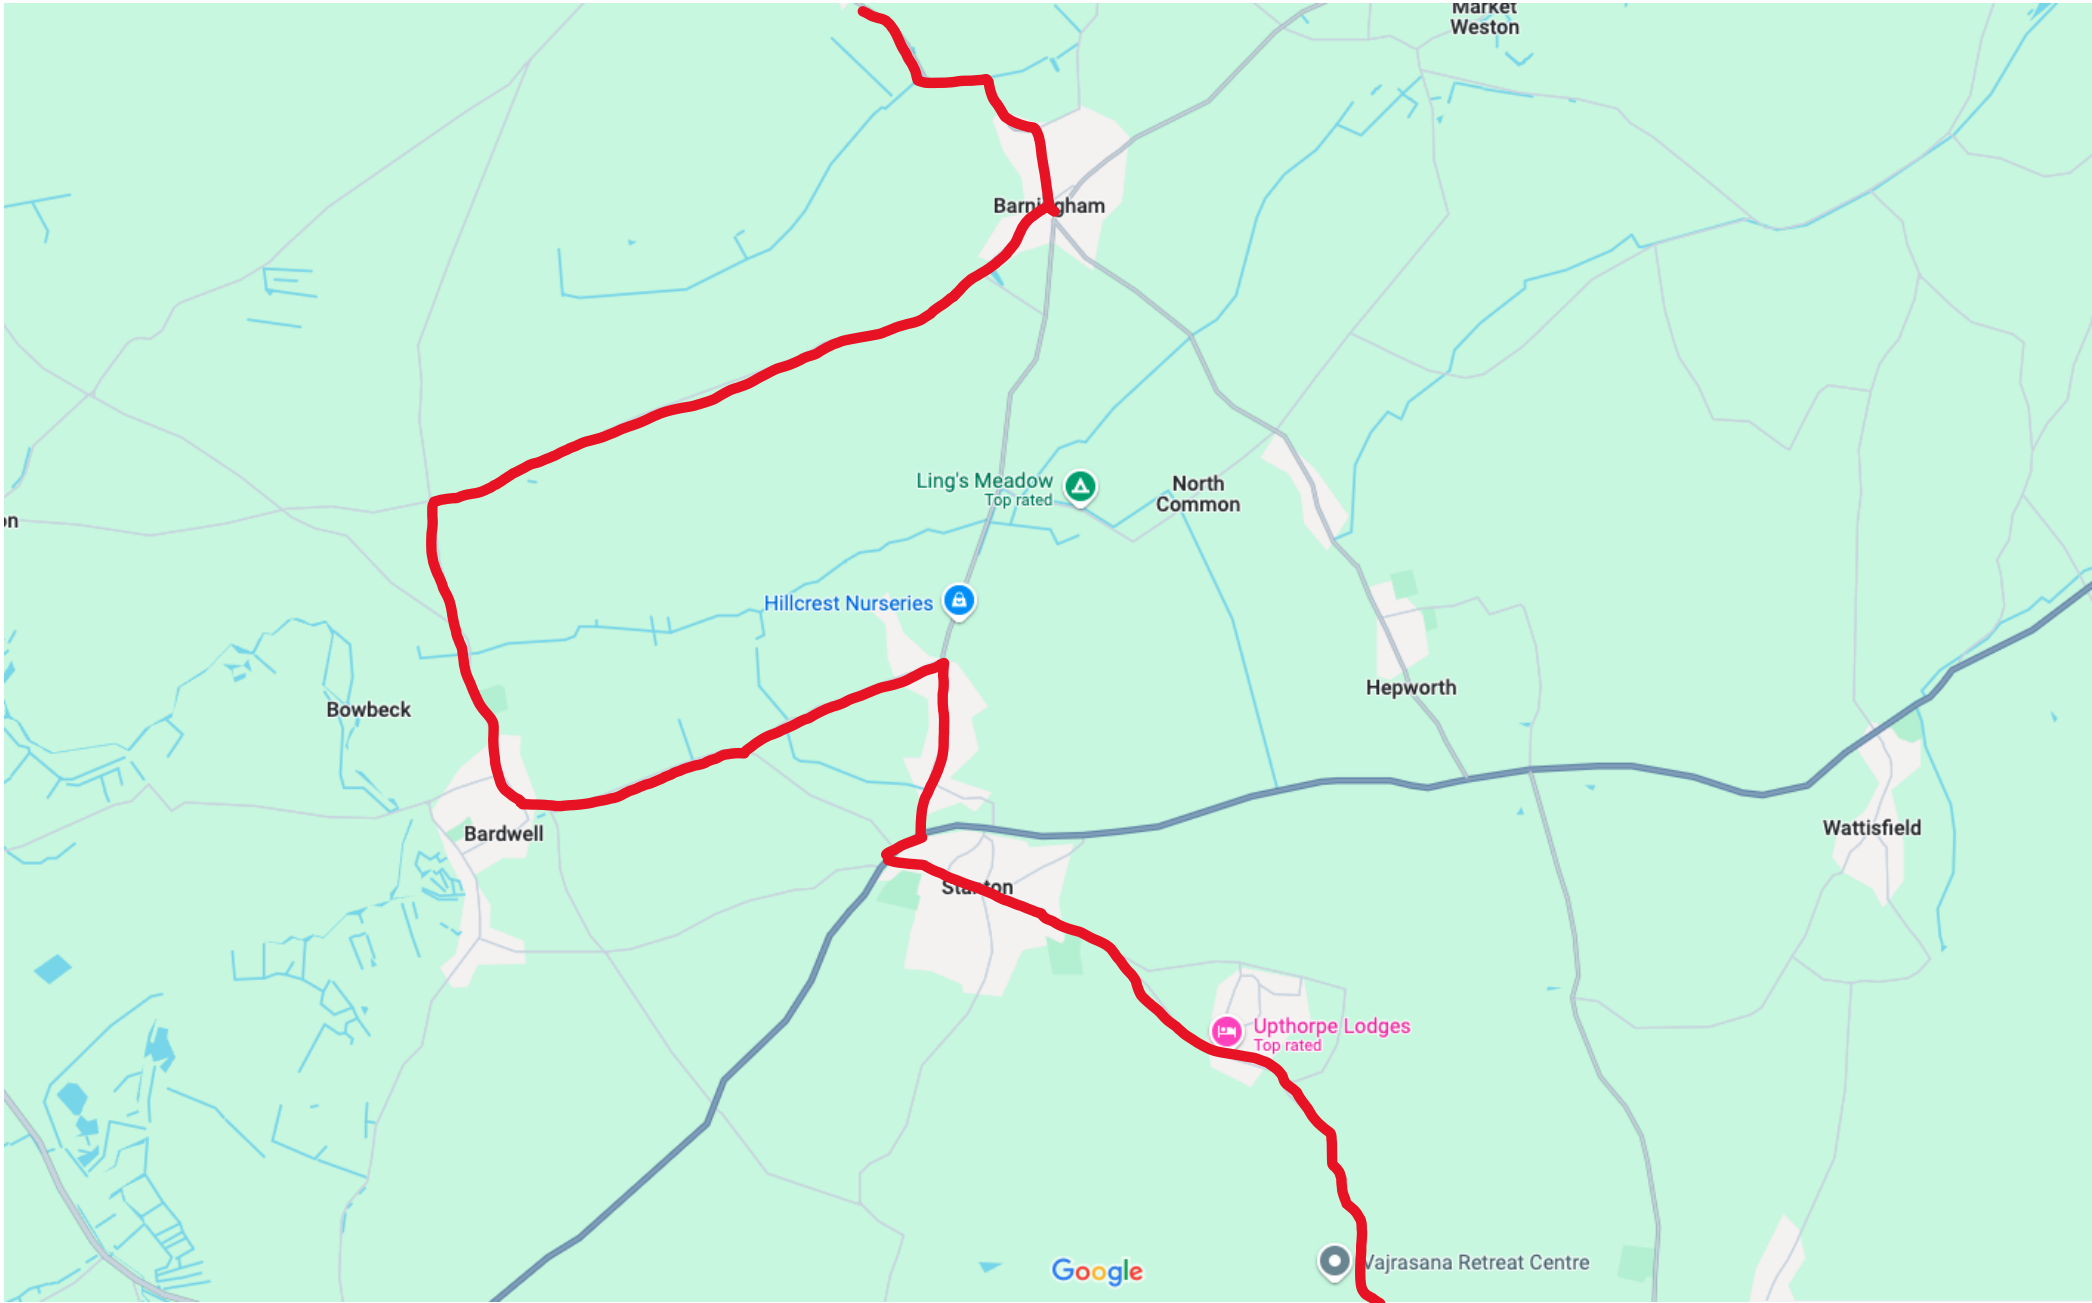 Market
Weston
Barningham
Ling's Meadow
Top rated
North
Common
on
Hillcrest Nurseries
Hepworth
Bowbeck
Bardwell
Wattisfield
Stanton
Upthorpe Lodges
Top rated
Vajrasana Retreat Centre
Google